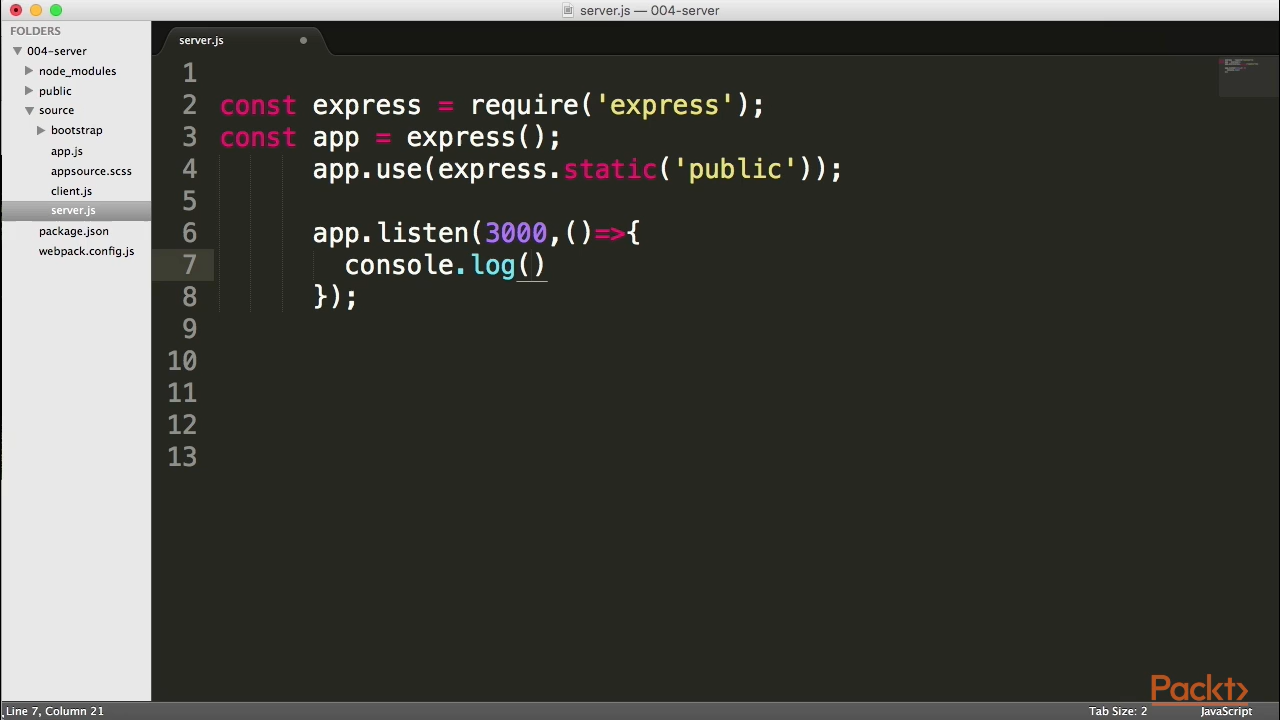 server.js — 004-server
FOLDERS
004-server
node_modules
public
source
bootstrap
app.js
appsource.scss
client.js
server.js
package.json
webpack.config.js
server.js
1
2 const express = require('express');
3 const app = express();
4 app.use(express.static('public'));
5
6 app.listen(3000,()=>{
7 console.log()
8 });
9
10
11
12
13
Packt>
Line 7, Column 21
Tab Size: 2
JavaScript